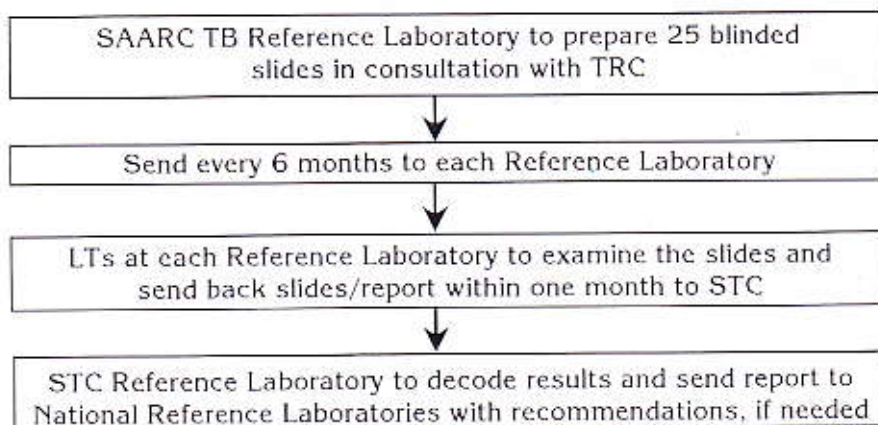 SAARC TB Reference Laboratory to prepare 25 blinded
slides in consultation with TRC
Send every 6 months to each Reference Laboratory
LTs at each Reference Laboratory to examine the slides and
send back slides/report within one month to STC
STC Reference Laboratory to decode results and send report to
National Reference Laboratories with recommendations, if needed